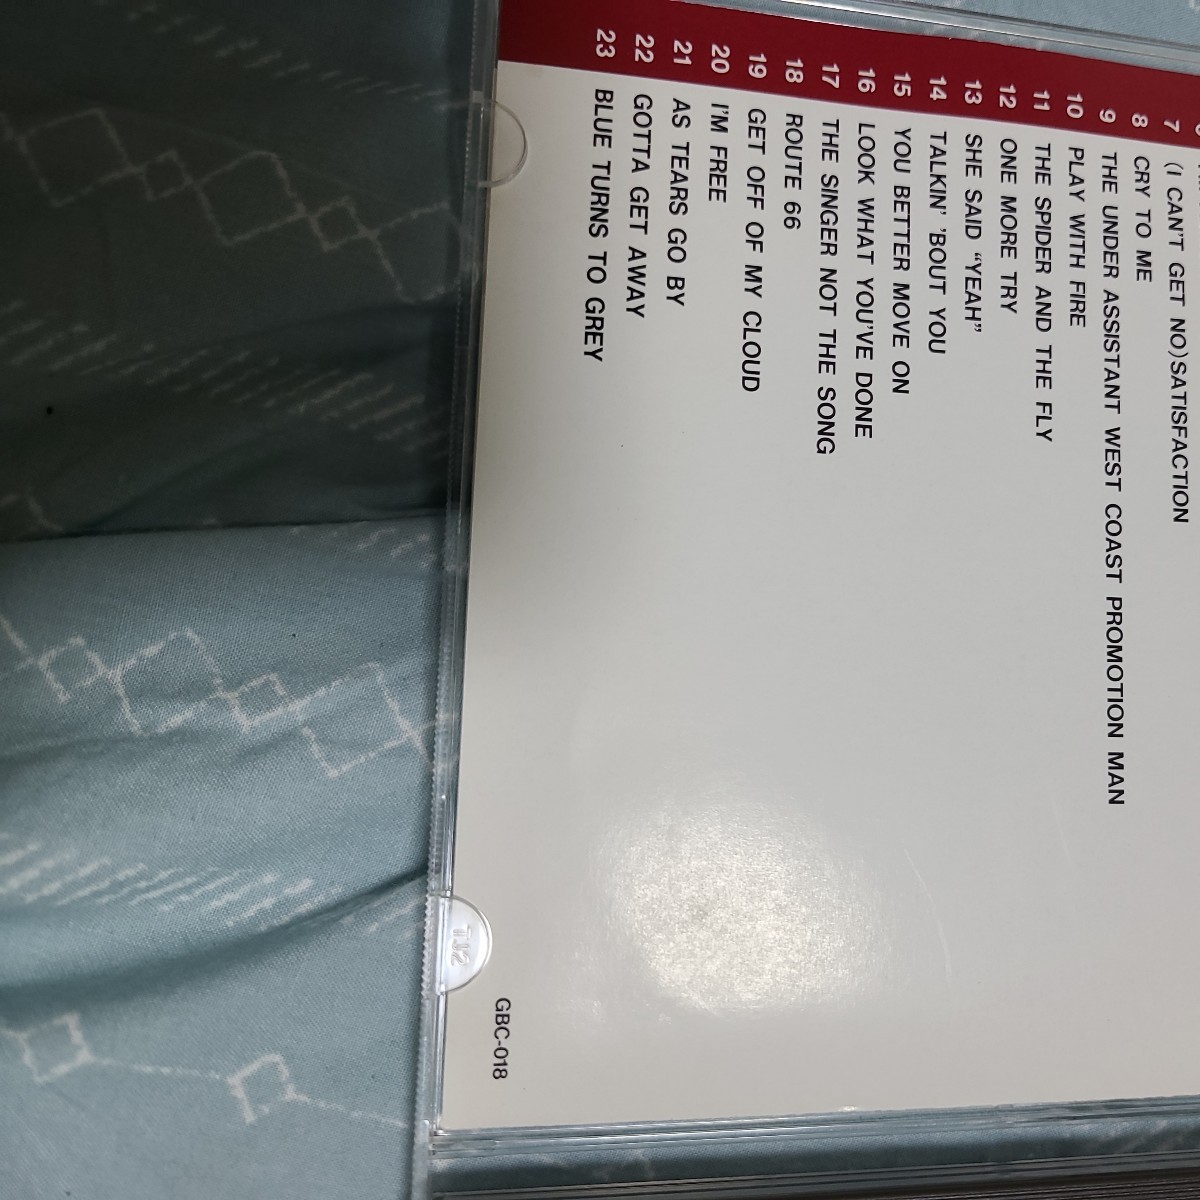 7 (I CAN'T GET NO)SATISFACTION
8 CRY TO ME
9 THE UNDER ASSISTANT WEST COAST PROMOTION MAN
10 PLAY WITH FIRE
11 THE SPIDER AND THE FLY
12 ONE MORE TRY
13 SHE SAID “YEAH”
14 TALKIN' 'BOUT YOU
15 YOU BETTER MOVE ON
16 LOOK WHAT YOU'VE DONE
17 THE SINGER NOT THE SONG
18 ROUTE 66
19 GET OFF OF MY CLOUD
20 I'M FREE
21 AS TEARS GO BY
22 GOTTA GET AWAY
23 BLUE TURNS TO GREY
GBC-018
TJ2